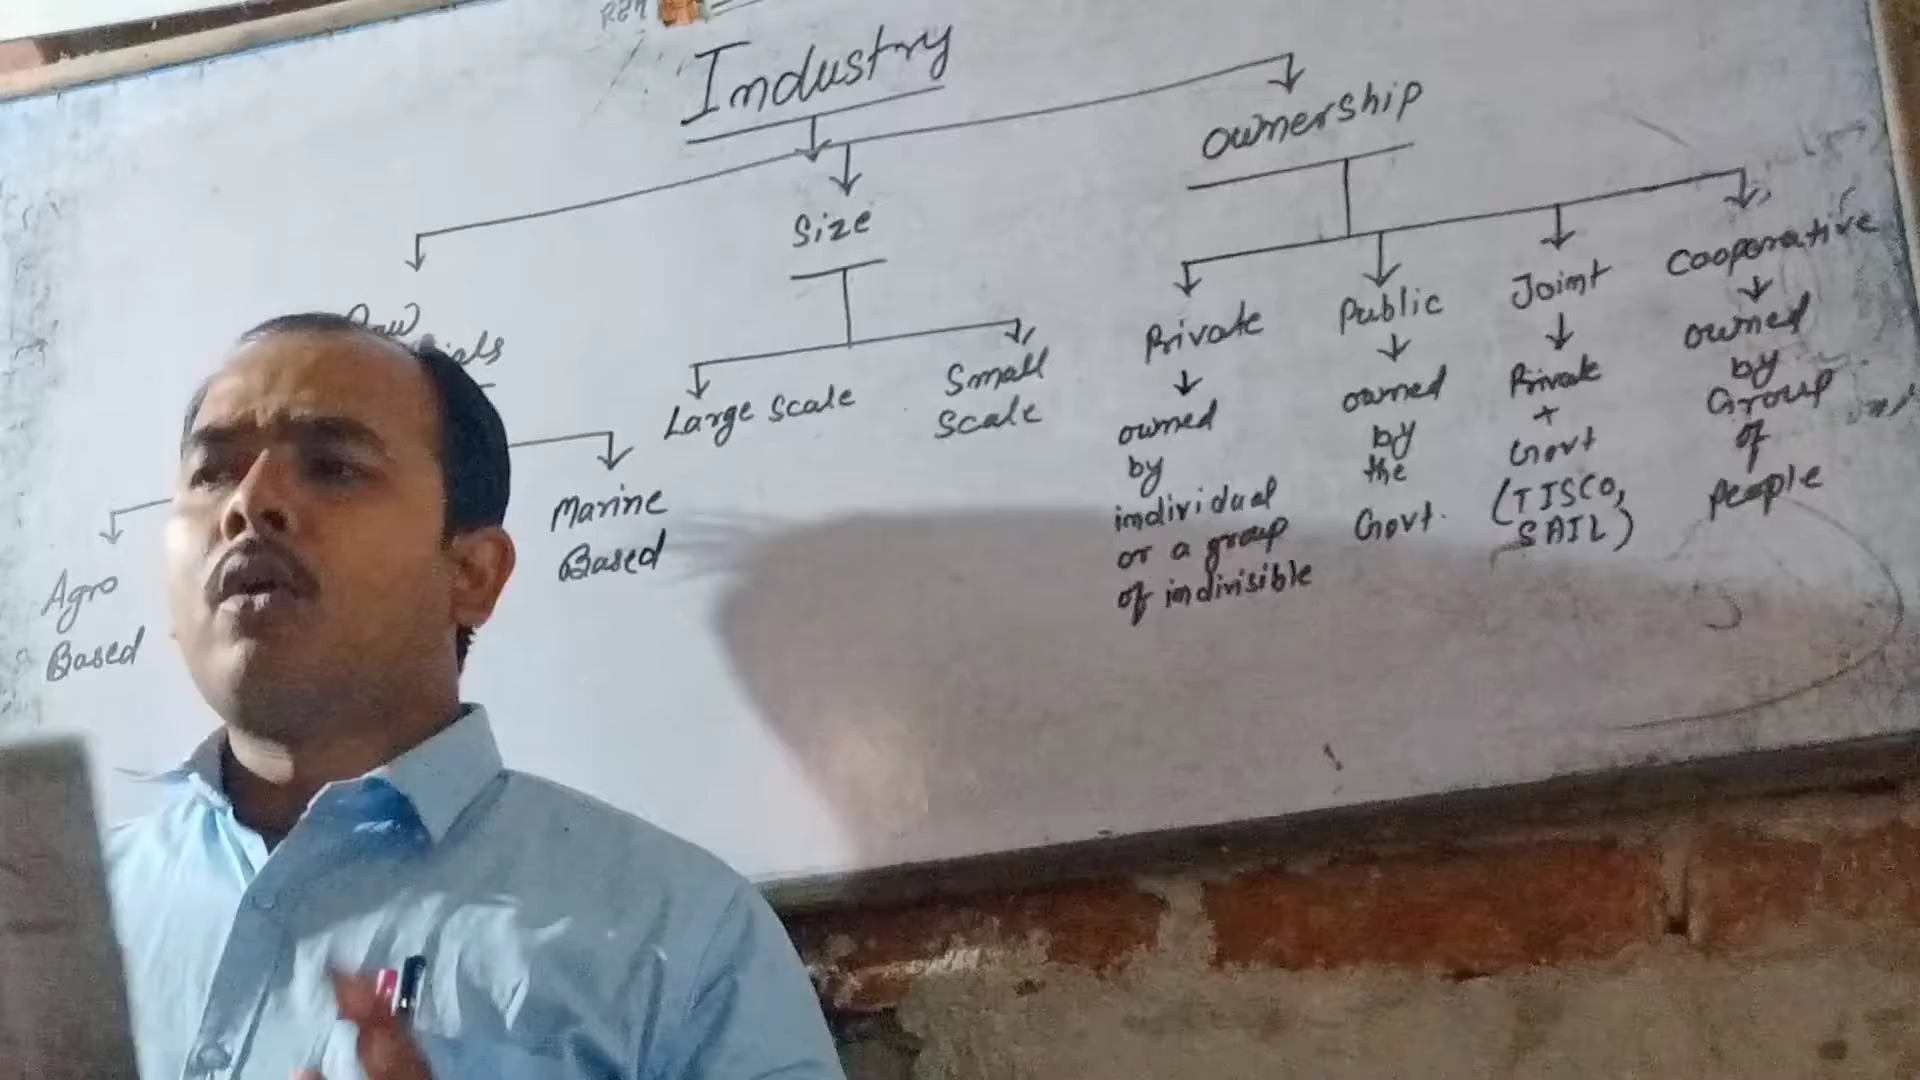 Industry
Ownership
Size
Large Scale
Small
Scale
Marine
Based
Agro
Based
Private
owned
by
individual
or a group
of indivisible
Public
owned
by
the
Govt.
Joint
Private
+
Govt
(TISCO,
SAIL)
Cooperative
owned
by
Group
of
People